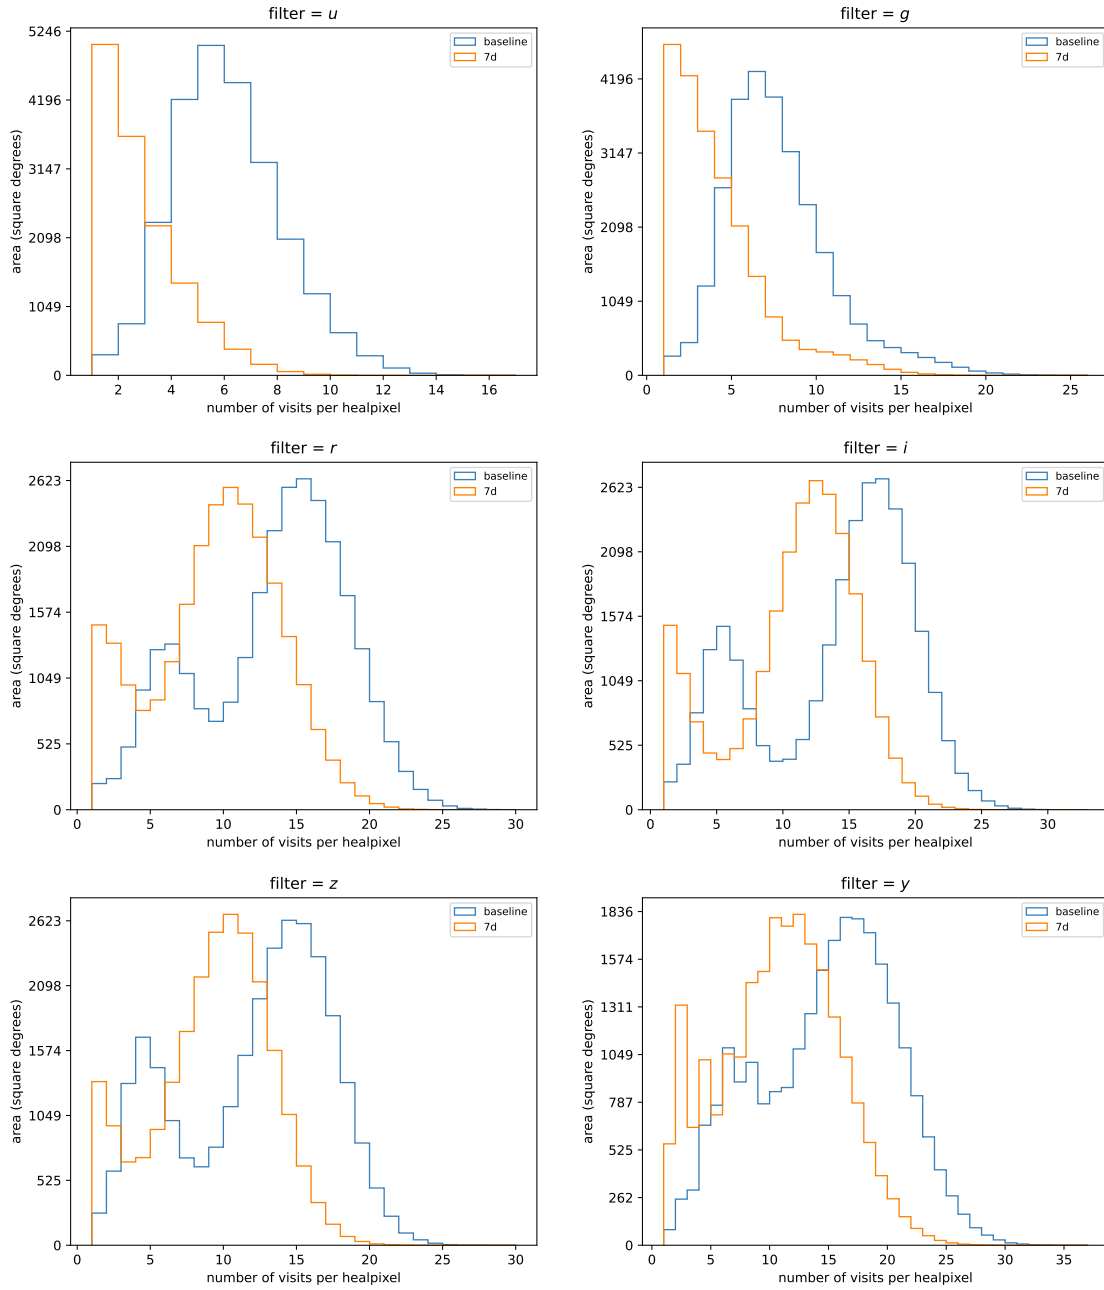 filter = u
5246
4196
3147
2098
1049
0
area (square degrees)
baseline
7d
2 4 6 8 10 12 14 16
number of visits per healpixel
filter = g
4196
3147
2098
1049
0
area (square degrees)
baseline
7d
0 5 10 15 20 25
number of visits per healpixel
filter = r
2623
2098
1574
1049
525
0
area (square degrees)
baseline
7d
0 5 10 15 20 25 30
number of visits per healpixel
filter = i
2623
2098
1574
1049
525
0
area (square degrees)
baseline
7d
0 5 10 15 20 25 30
number of visits per healpixel
filter = z
2623
2098
1574
1049
525
0
area (square degrees)
baseline
7d
0 5 10 15 20 25 30
number of visits per healpixel
filter = y
1836
1574
1311
1049
787
525
262
0
area (square degrees)
baseline
7d
0 5 10 15 20 25 30 35
number of visits per healpixel